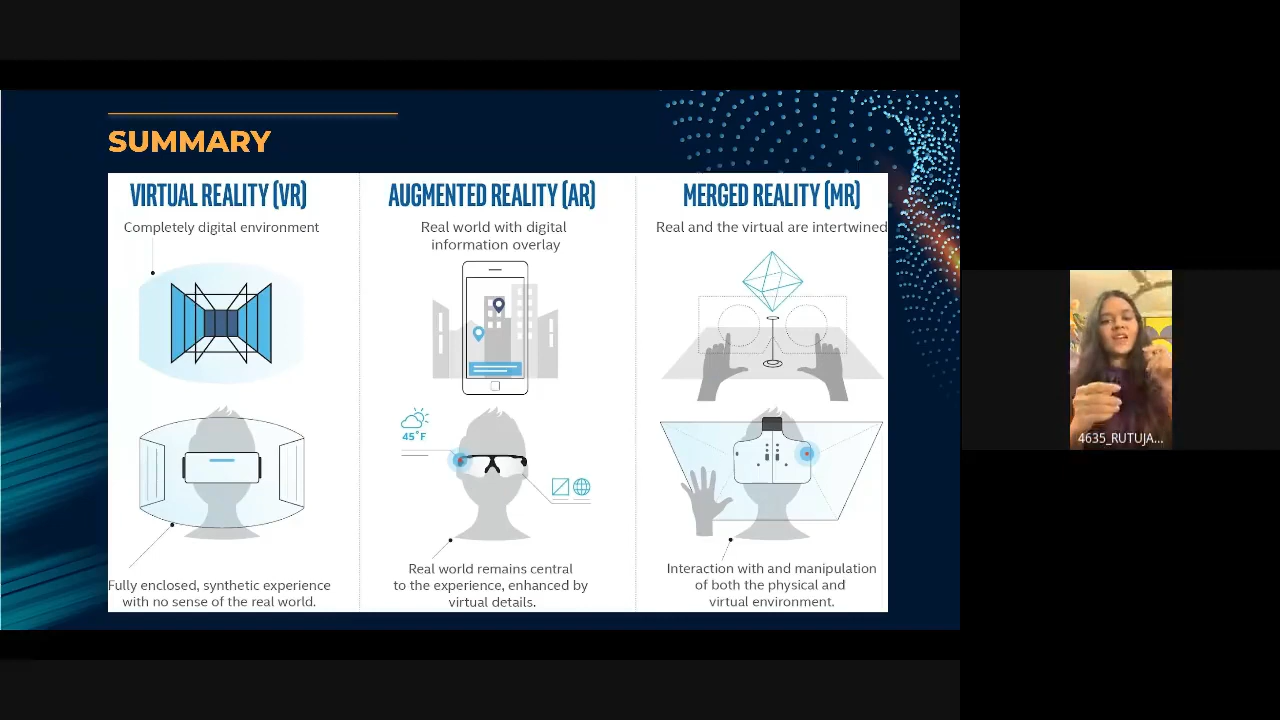 SUMMARY
VIRTUAL REALITY (VR)
Completely digital environment
Fully enclosed, synthetic experience
with no sense of the real world.
AUGMENTED REALITY (AR)
Real world with digital
information overlay
45°F
Real world remains central
to the experience, enhanced by
virtual details.
MERGED REALITY (MR)
Real and the virtual are intertwined
Interaction with and manipulation
of both the physical and
virtual environment.
4635_RUTUJA...